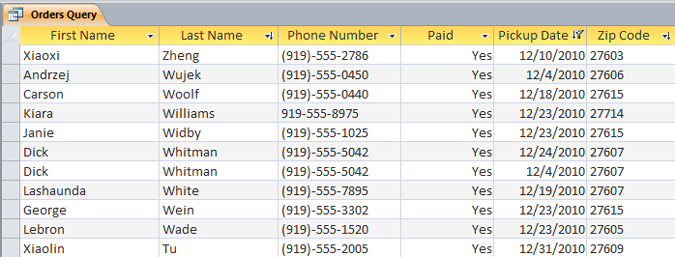 Orders Query
First Name Last Name Phone Number Paid Pickup Date Zip Code
Xiaoxi Zheng (919)-555-2786 Yes 12/10/2010 27603
Andrzej Wujek (919)-555-0450 Yes 12/4/2010 27606
Carson Woolf (919)-555-0440 Yes 12/18/2010 27615
Kiara Williams 919-555-8975 Yes 12/23/2010 27714
Janie Widby (919)-555-1025 Yes 12/23/2010 27615
Dick Whitman (919)-555-5042 Yes 12/24/2010 27607
Dick Whitman (919)-555-5042 Yes 12/4/2010 27607
Lashaunda White (919)-555-7895 Yes 12/19/2010 27607
George Wein (919)-555-3302 Yes 12/23/2010 27615
Lebron Wade (919)-555-1520 Yes 12/23/2010 27605
Xiaolin Tu (919)-555-2005 Yes 12/31/2010 27609